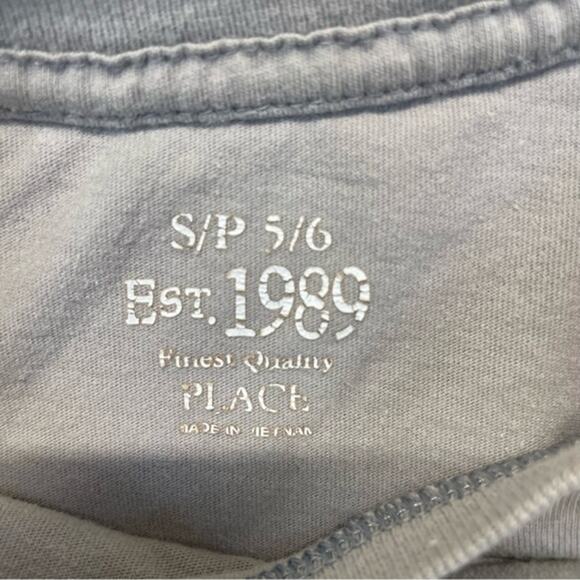 S/P 5/6
EST. 1989
Finest Quality
PLACE
MADE IN VIETNAM